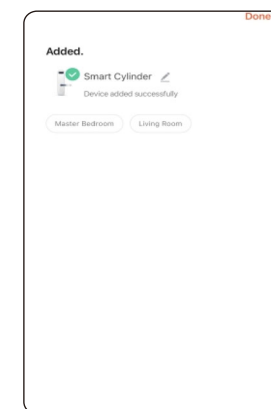 Done
Added.
Smart Cylinder
Device added successfully
Master Bedroom Living Room